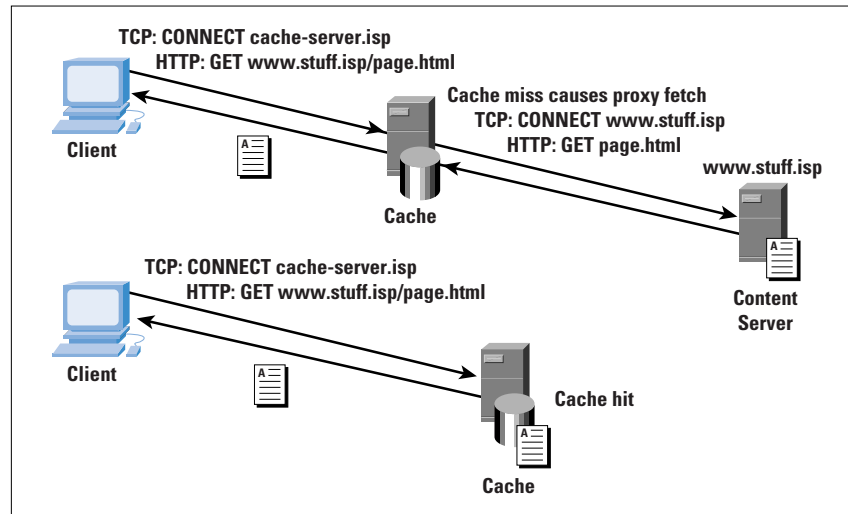 TCP: CONNECT cache-server.isp
HTTP: GET www.stuff.isp/page.html
Client
A
Cache miss causes proxy fetch
TCP: CONNECT www.stuff.isp
HTTP: GET page.html
Cache
www.stuff.isp
A
Content
Server
TCP: CONNECT cache-server.isp
HTTP: GET www.stuff.isp/page.html
Client
A
Cache hit
A
Cache